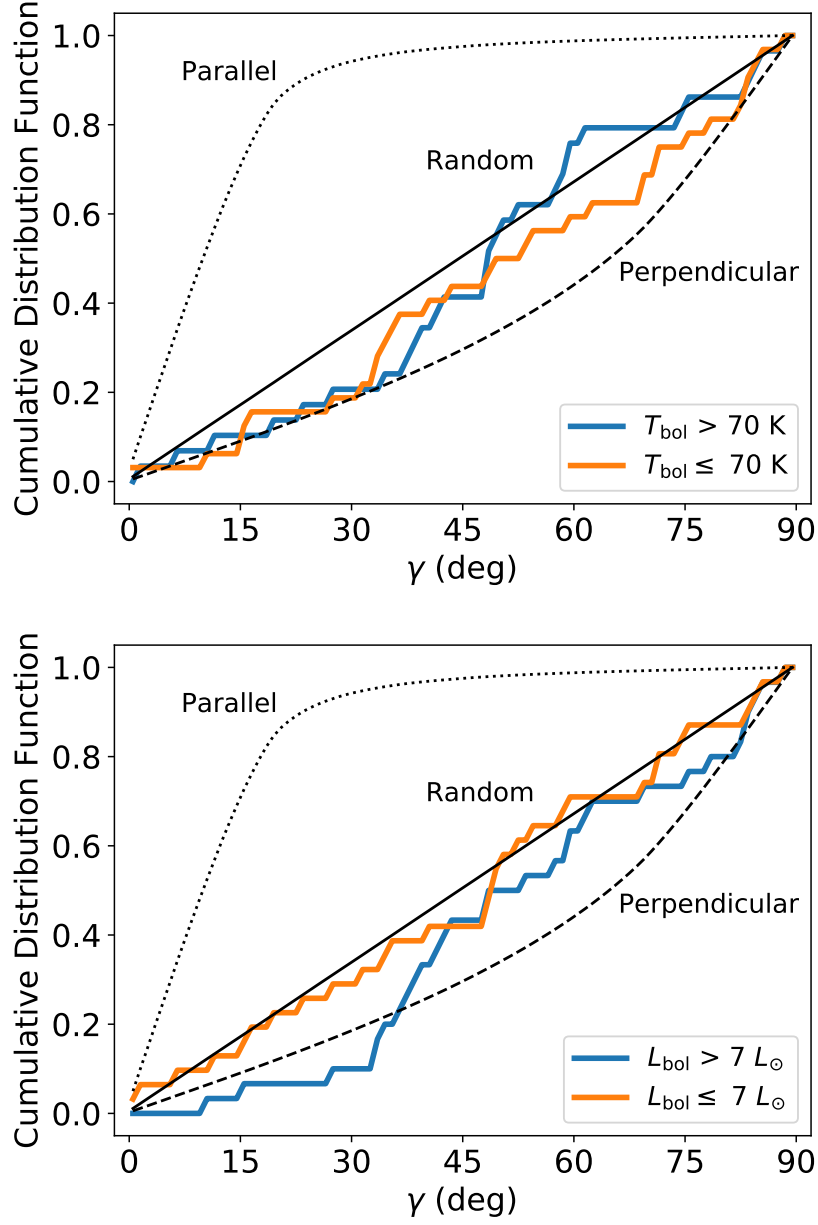 Cumulative Distribution Function
1.0
0.8
0.6
0.4
0.2
0.0
Parallel
Random
Perpendicular
T_bol > 70 K
T_bol ≤ 70 K
0 15 30 45 60 75 90
γ (deg)
Cumulative Distribution Function
1.0
0.8
0.6
0.4
0.2
0.0
Parallel
Random
Perpendicular
L_bol > 7 L_⊙
L_bol ≤ 7 L_⊙
0 15 30 45 60 75 90
γ (deg)